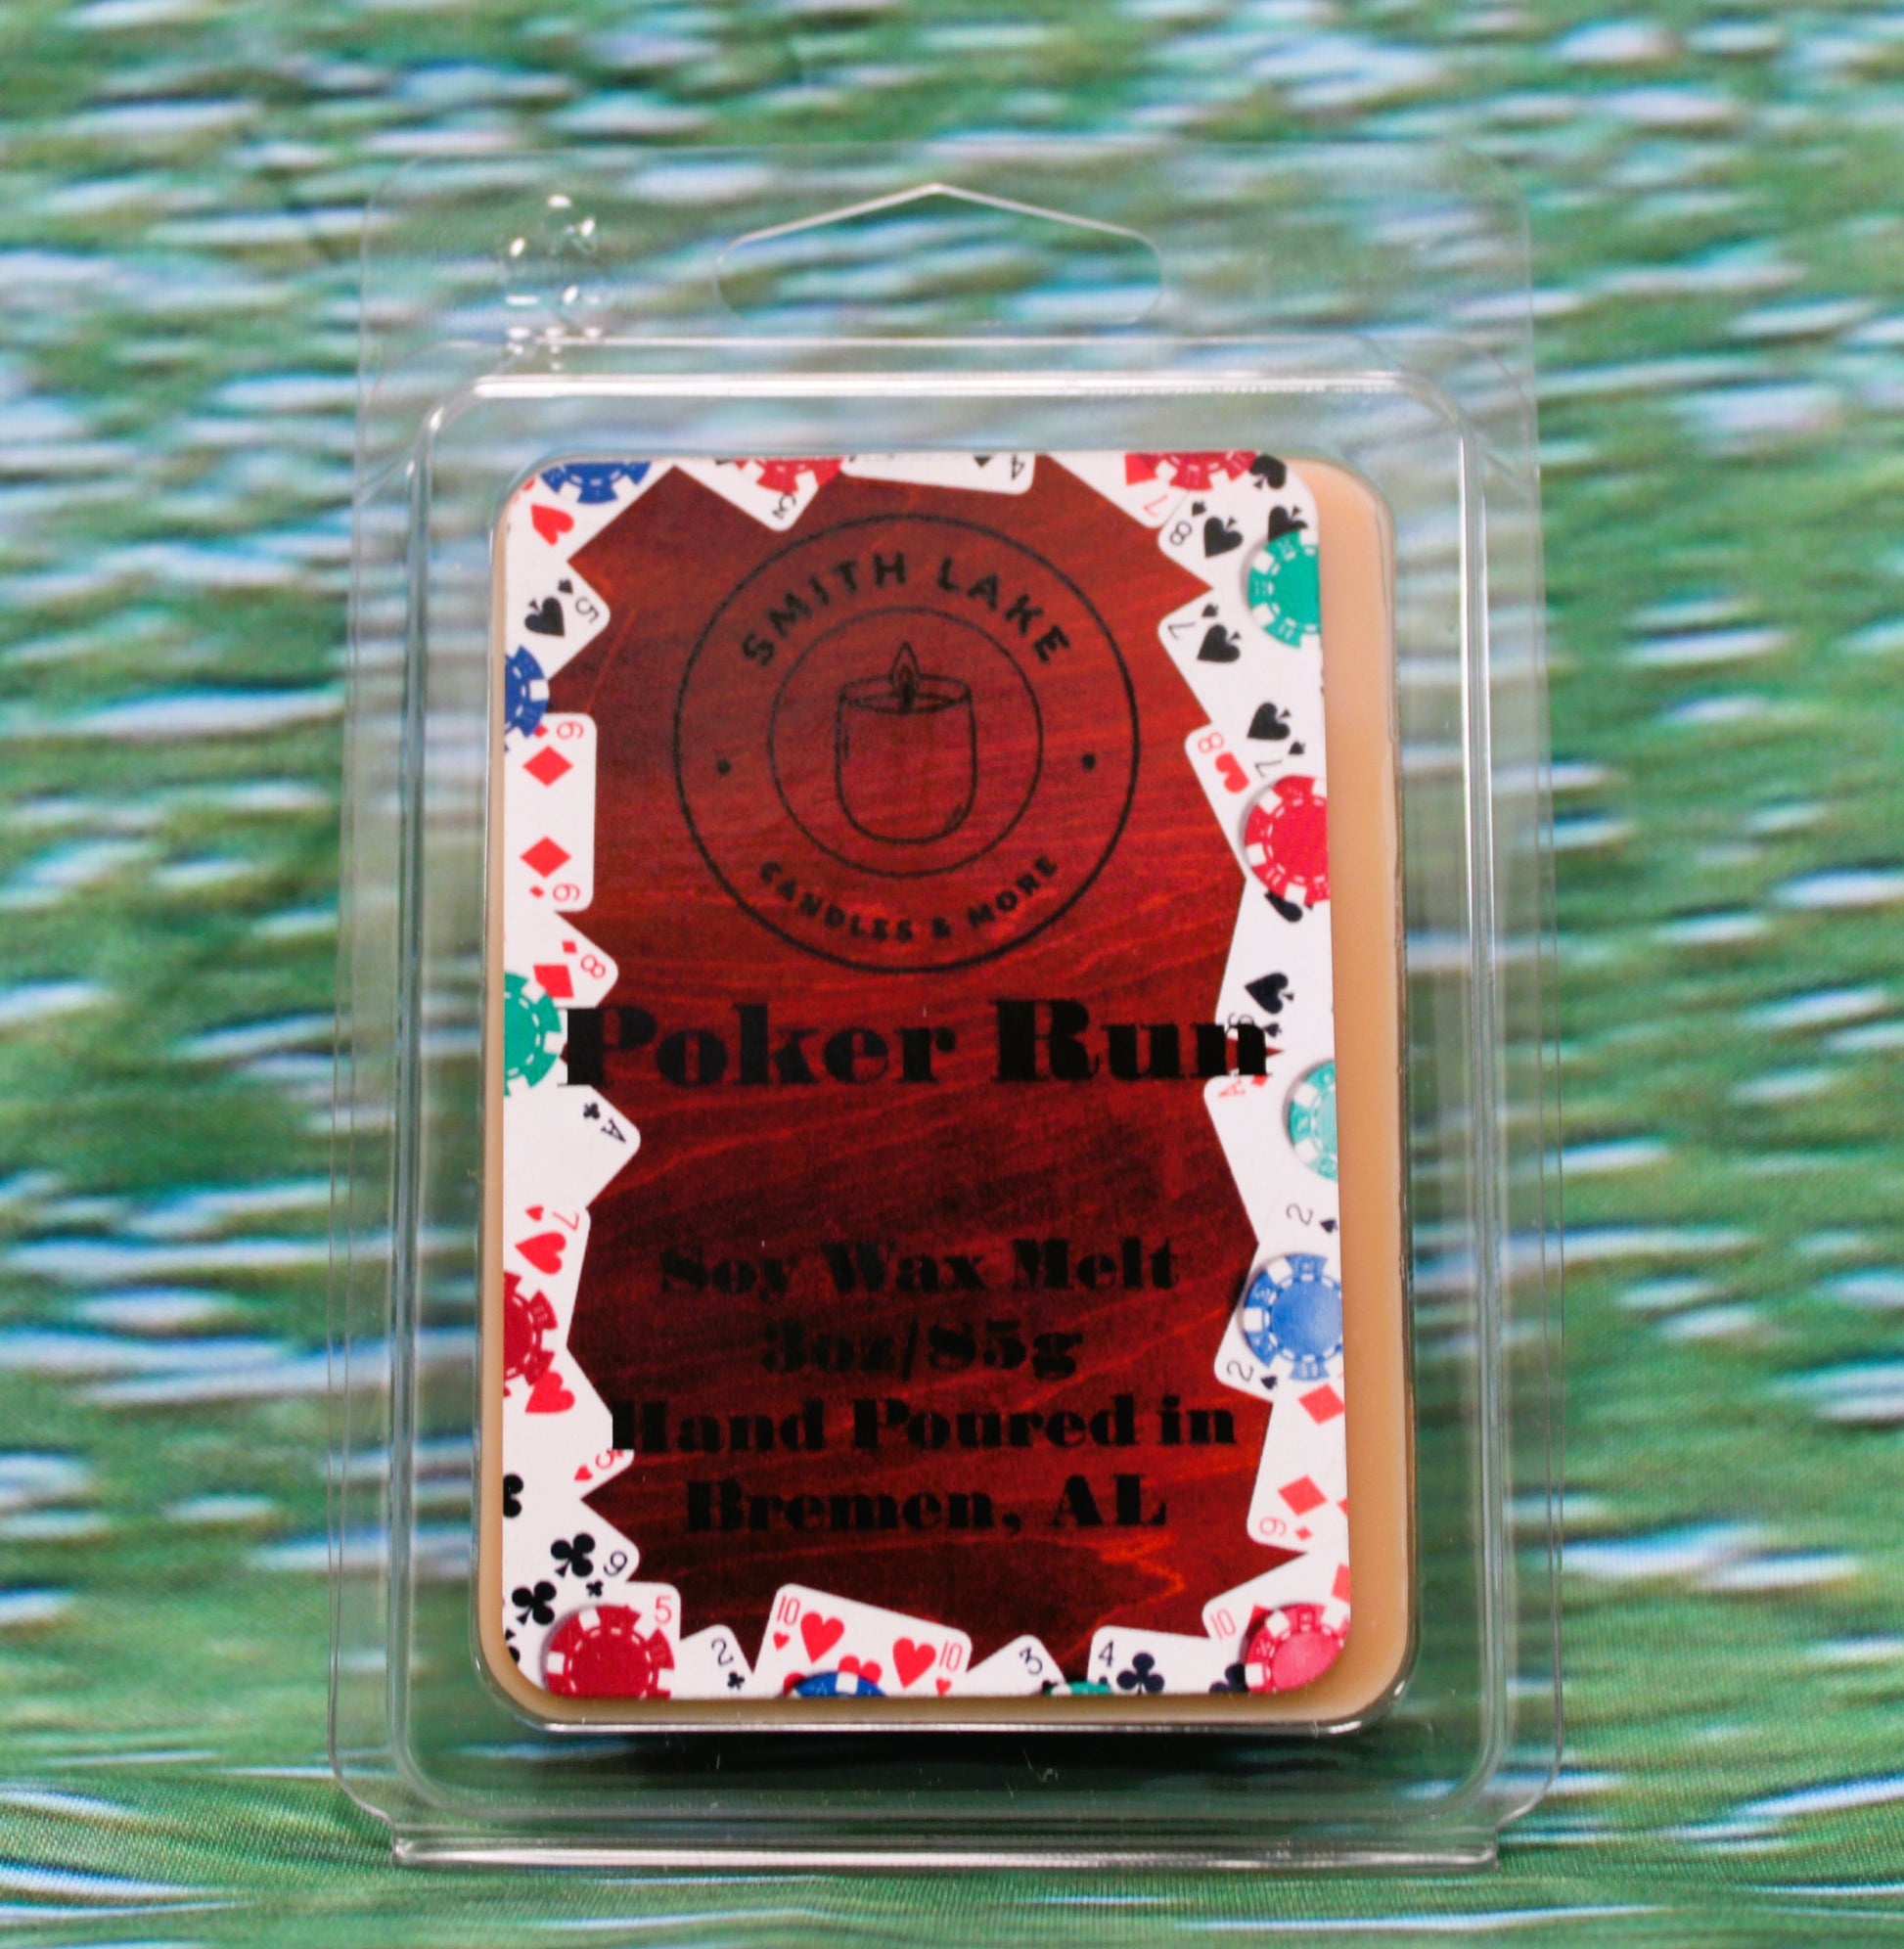 SMITH LAKE
CANDLES & MORE
Poker Run
Soy Wax Melt
3oz/85g
Hand Poured in
Bremen, AL